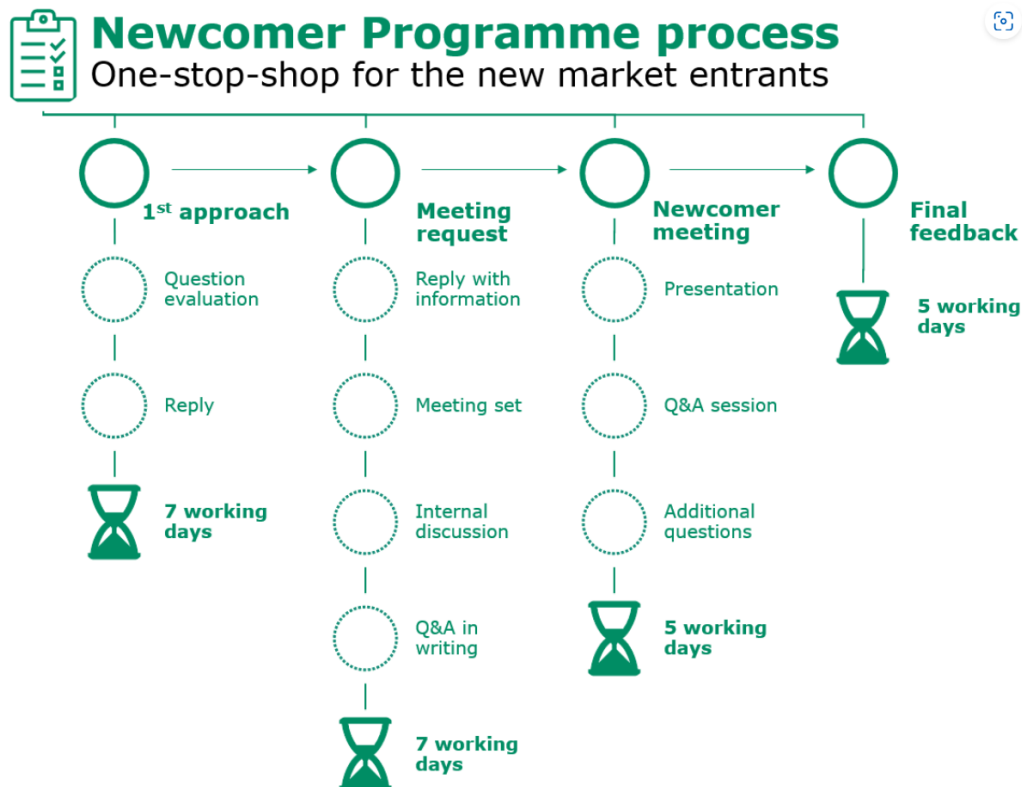 Newcomer Programme process
One-stop-shop for the new market entrants
1st approach
Question
evaluation
Reply
7 working
days
Meeting
request
Reply with
information
Meeting set
Internal
discussion
Q&A in
writing
7 working
days
Newcomer
meeting
Presentation
Q&A session
Additional
questions
5 working
days
Final
feedback
5 working
days